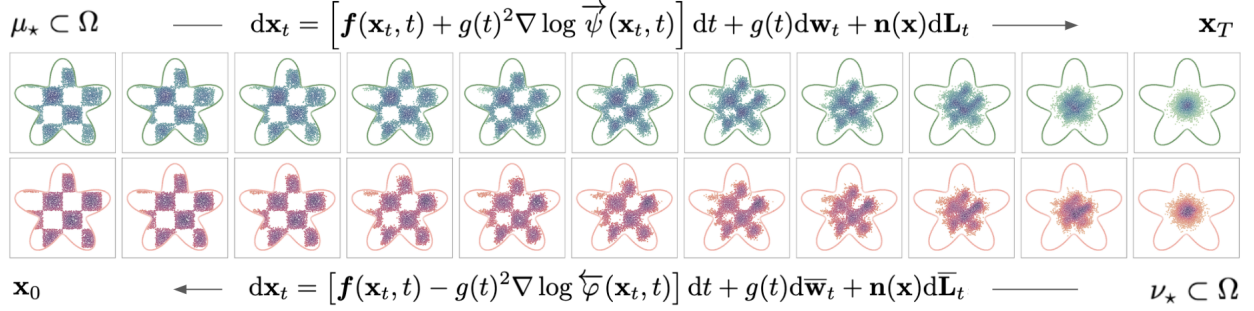 μ⋆ ⊂ Ω dx_t = [f(x_t, t) + g(t)² ∇ log ψ→(x_t, t)] dt + g(t)dw_t + n(x)dL_t x_T
x_0 dx_t = [f(x_t, t) − g(t)² ∇ log φ←(x_t, t)] dt + g(t)dw̅_t + n(x)dL̅_t ν⋆ ⊂ Ω